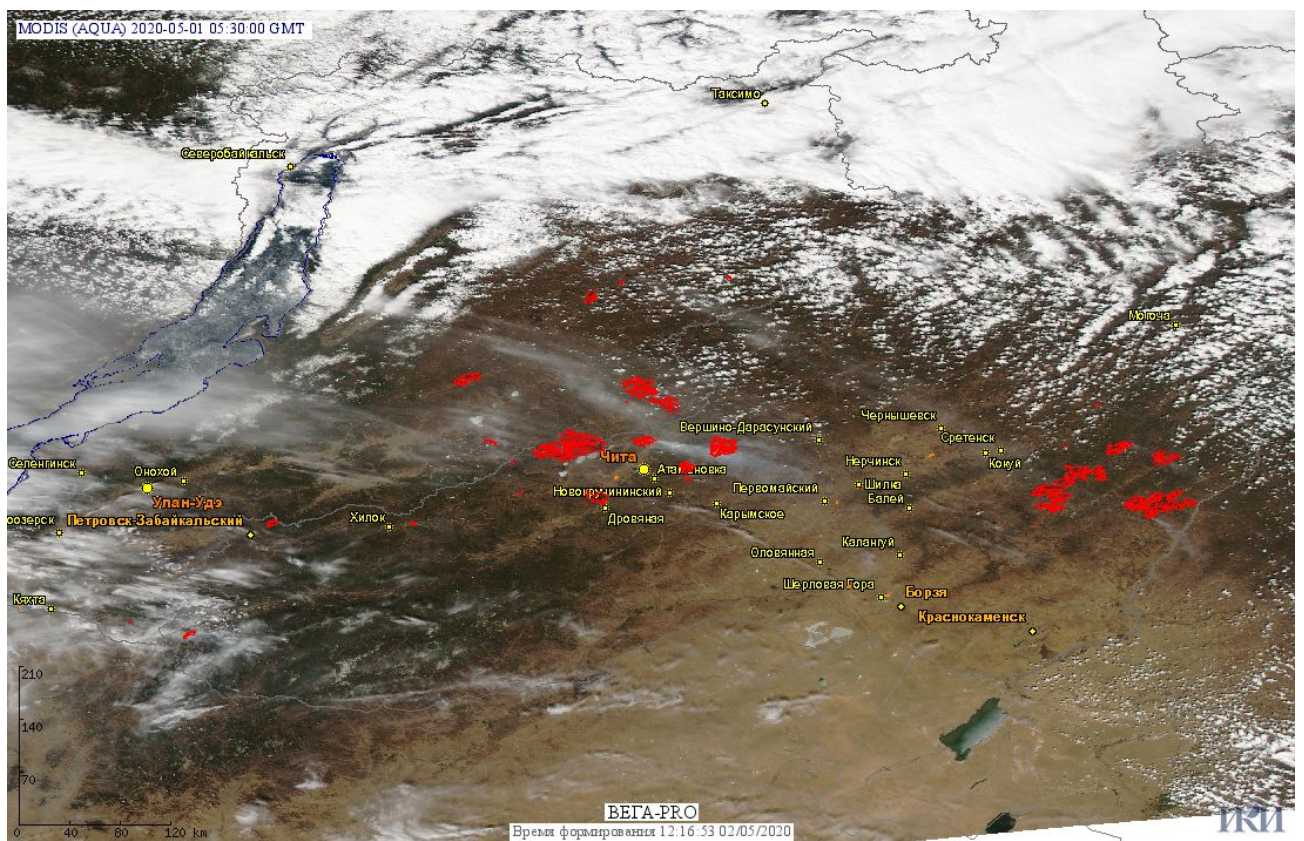 MODIS (AQUA) 2020-05-01 05:30:00 GMT
Таксимо
Северобайкальск
Могоча
Чернышевск
Вершино-Дарасунский
Сретенск
Кокуй
Чита
Селенгинск
Онохой
Атамановка
Нерчинск
Улан-Удэ
Новокручининский
Первомайский
Шилка
Балей
оозерск
Петровск-Забайкальский
Хилок
Дровяная
Карымское
Оловянная
Калангуй
Шерловая Гора
Борзя
Кяхта
Краснокаменск
210
140
70
0 40 80 120 km
ВЕГА-PRO
Время формирования 12:16:53 02/05/2020
ИКИ